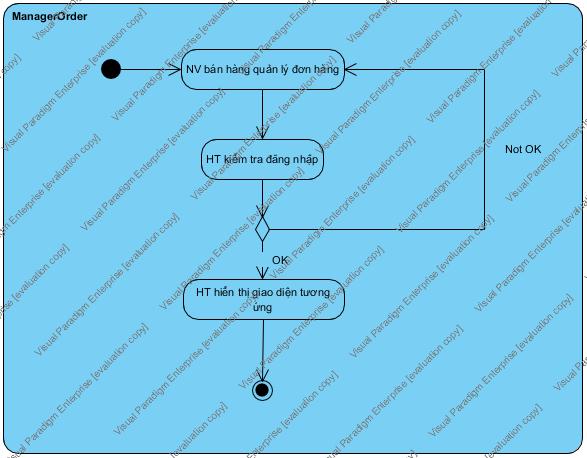 ManagerOrder
NV bán hàng quản lý đơn hàng
Not OK
HT kiểm tra đăng nhập
OK
HT hiển thị giao diện tương
ứng
Visual Paradigm Enterprise [evaluation copy]